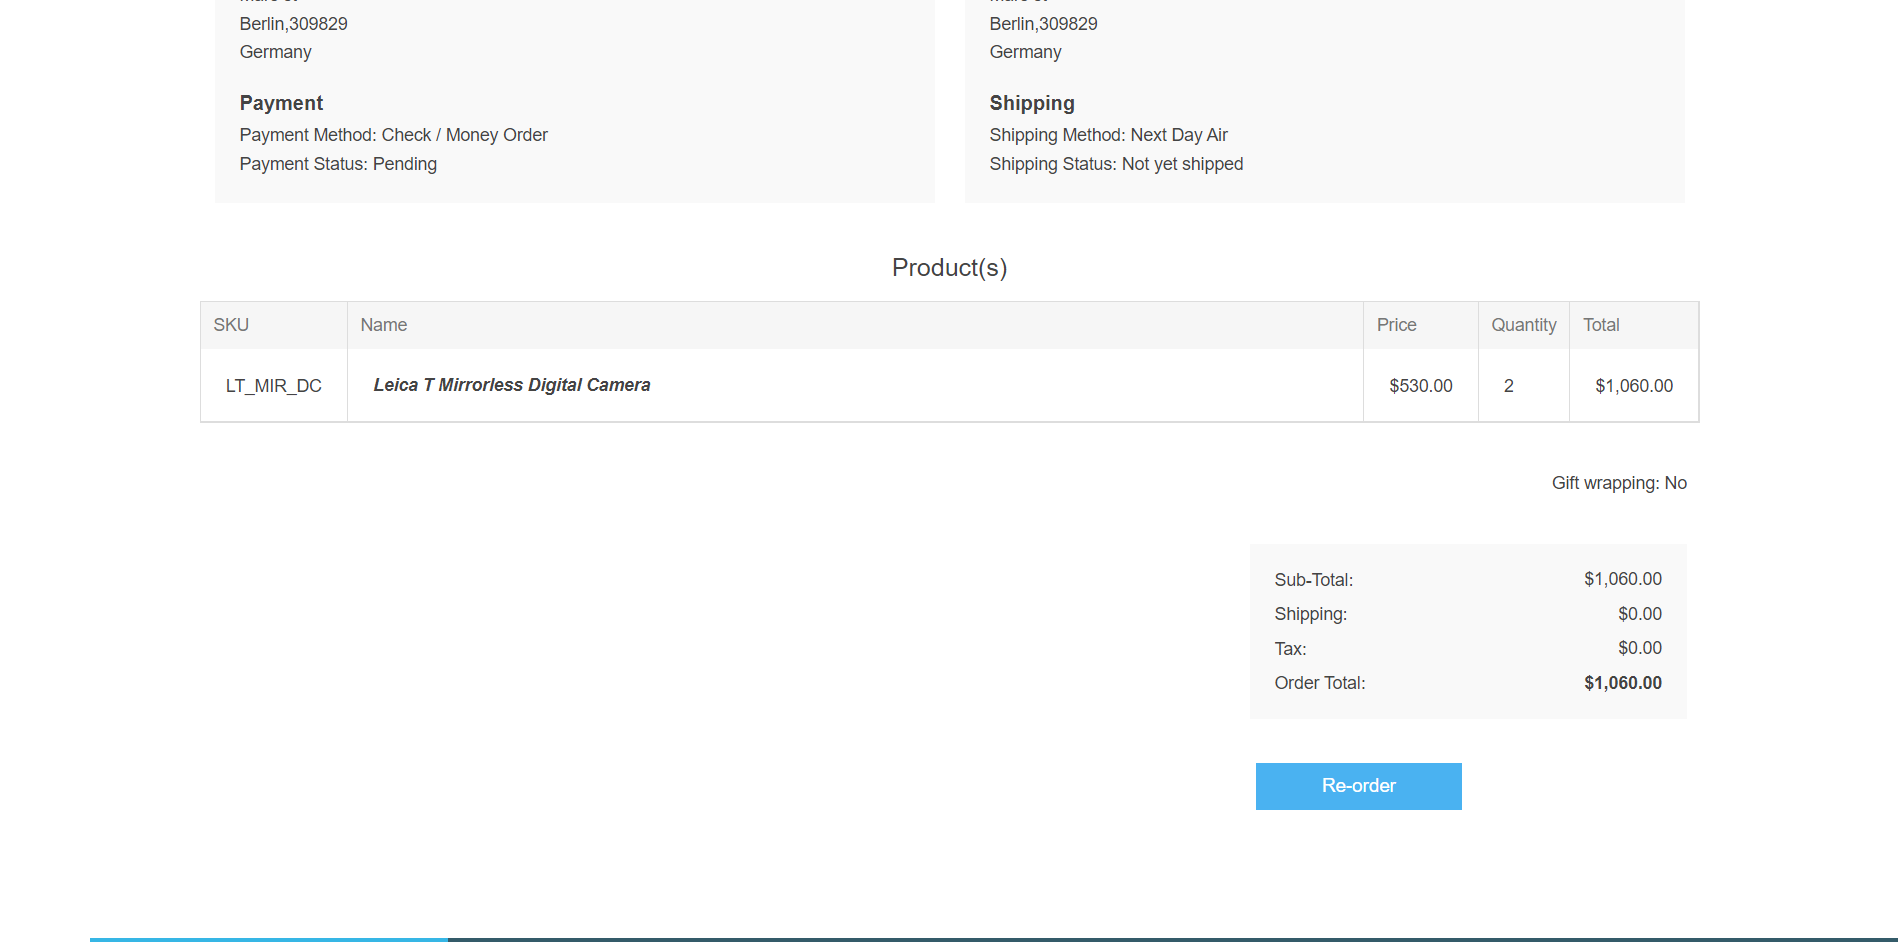 Berlin,309829
Germany
Payment
Payment Method: Check / Money Order
Payment Status: Pending
Berlin,309829
Germany
Shipping
Shipping Method: Next Day Air
Shipping Status: Not yet shipped
Product(s)
SKU Name Price Quantity Total
LT_MIR_DC Leica T Mirrorless Digital Camera $530.00 2 $1,060.00
Gift wrapping: No
Sub-Total: $1,060.00
Shipping: $0.00
Tax: $0.00
Order Total: $1,060.00
Re-order